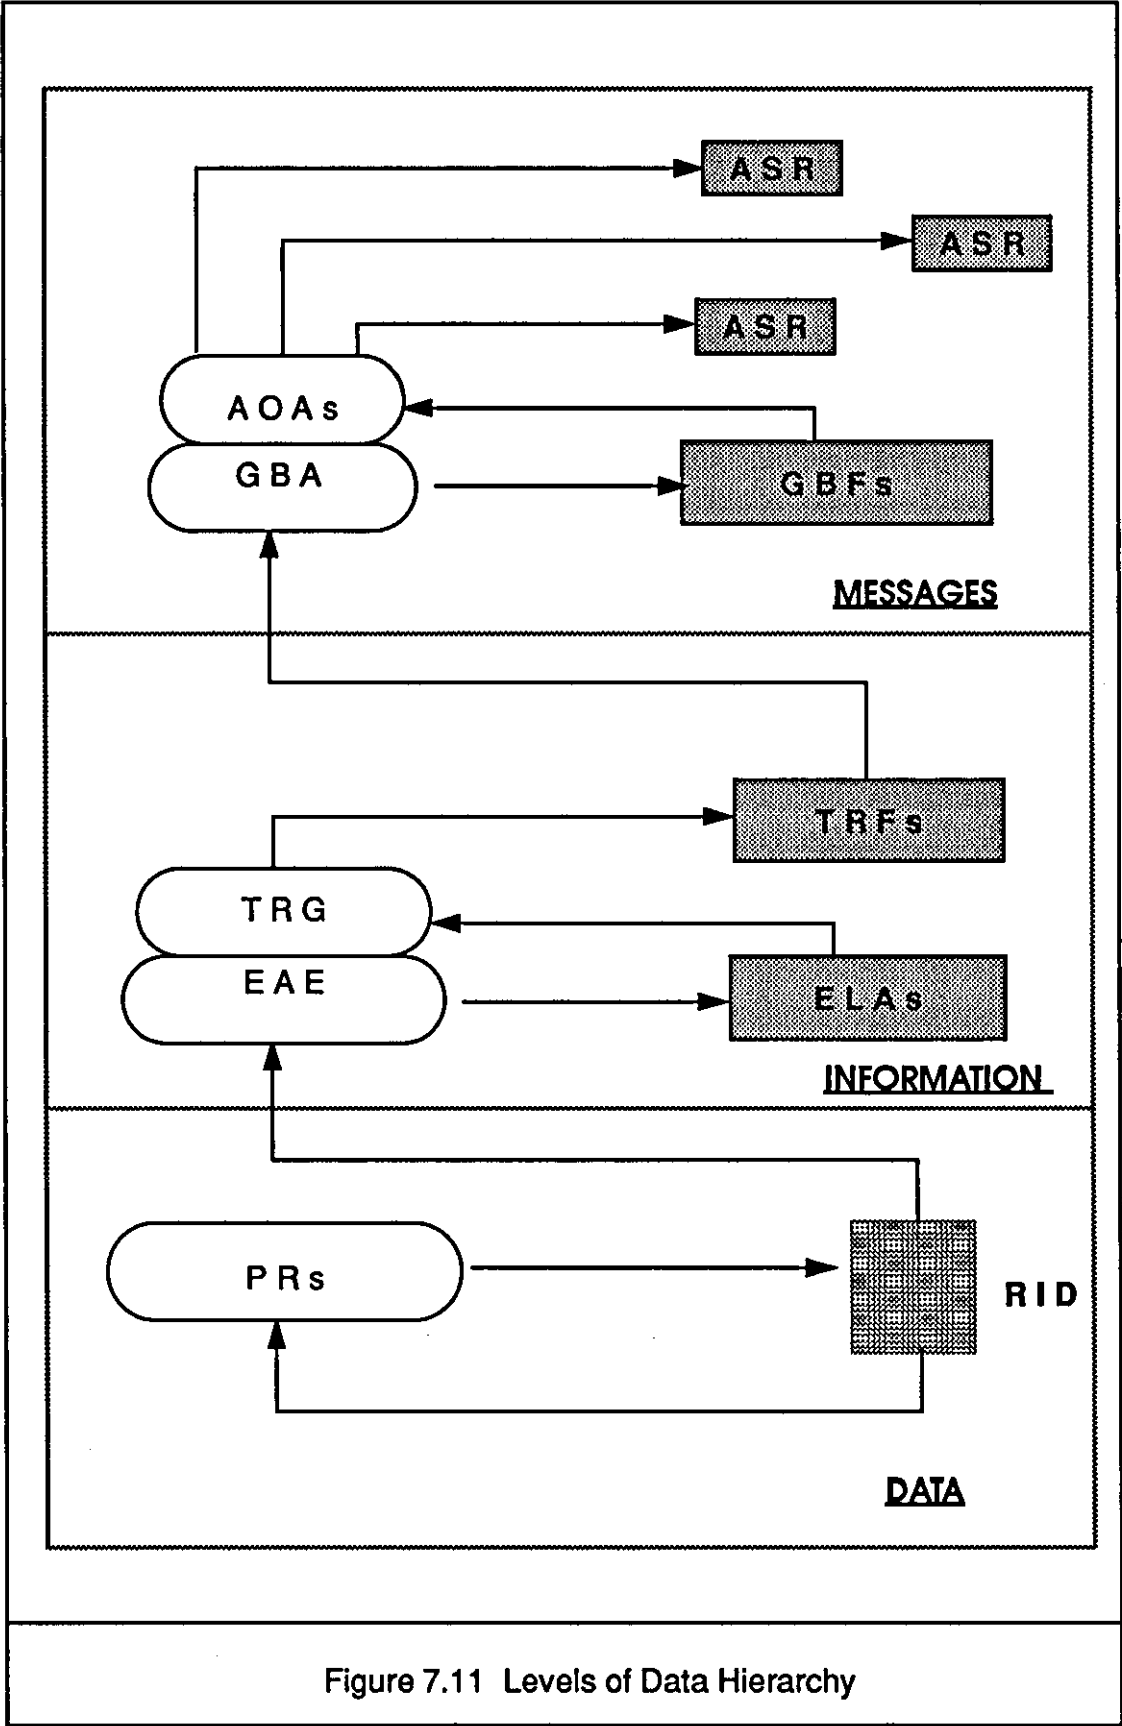 ASR
ASR
ASR
AOAs
GBA
GBFs
MESSAGES
TRFs
TRG
EAE
ELAs
INFORMATION
PRs
RID
DATA
Figure 7.11 Levels of Data Hierarchy